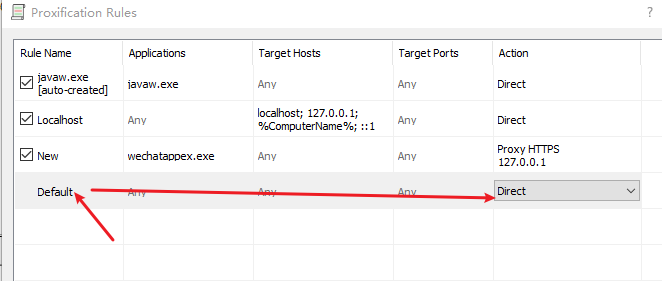 Proxification Rules
?
Rule Name Applications Target Hosts Target Ports Action
javaw.exe
[auto-created] javaw.exe Any Any Direct
Localhost Any localhost; 127.0.0.1;
%ComputerName%; ::1 Any Direct
New wechatappex.exe Any Any Proxy HTTPS
127.0.0.1
Default Any Any Any Direct